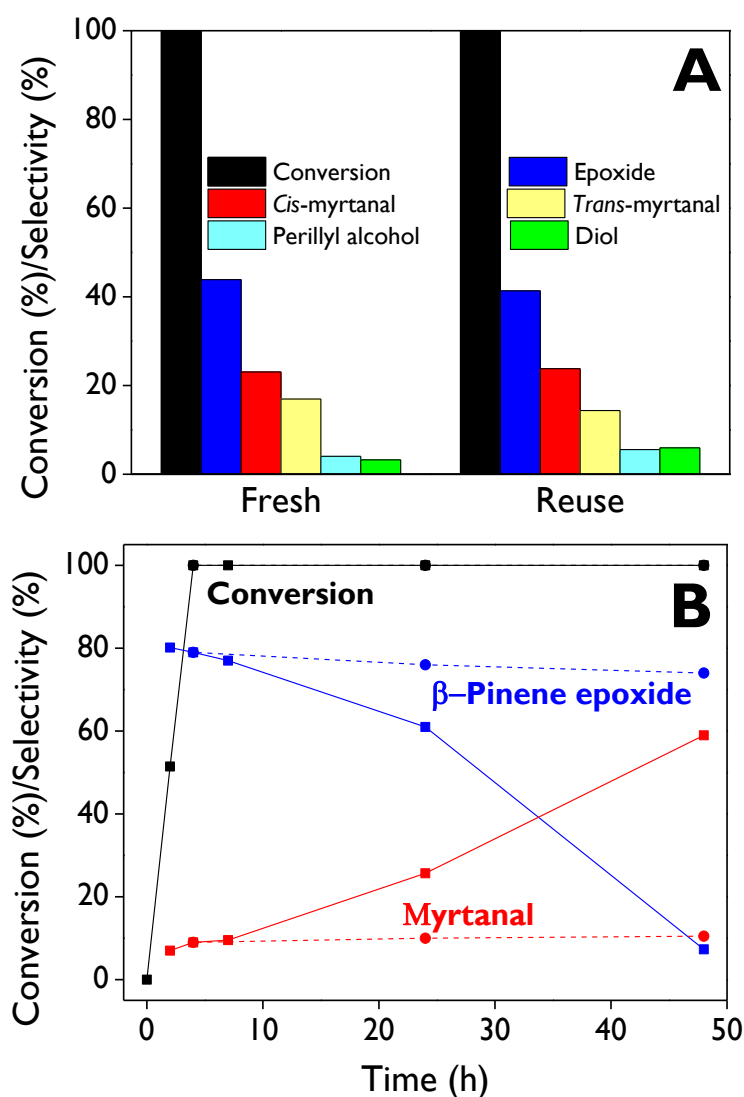 A
Conversion (%)/Selectivity (%)
100
80
60
40
20
0
Conversion
Epoxide
Cis-myrtanal
Trans-myrtanal
Perillyl alcohol
Diol
Fresh
Reuse
B
Conversion (%)/Selectivity (%)
100
80
60
40
20
0
Conversion
β–Pinene epoxide
Myrtanal
0
10
20
30
40
50
Time (h)